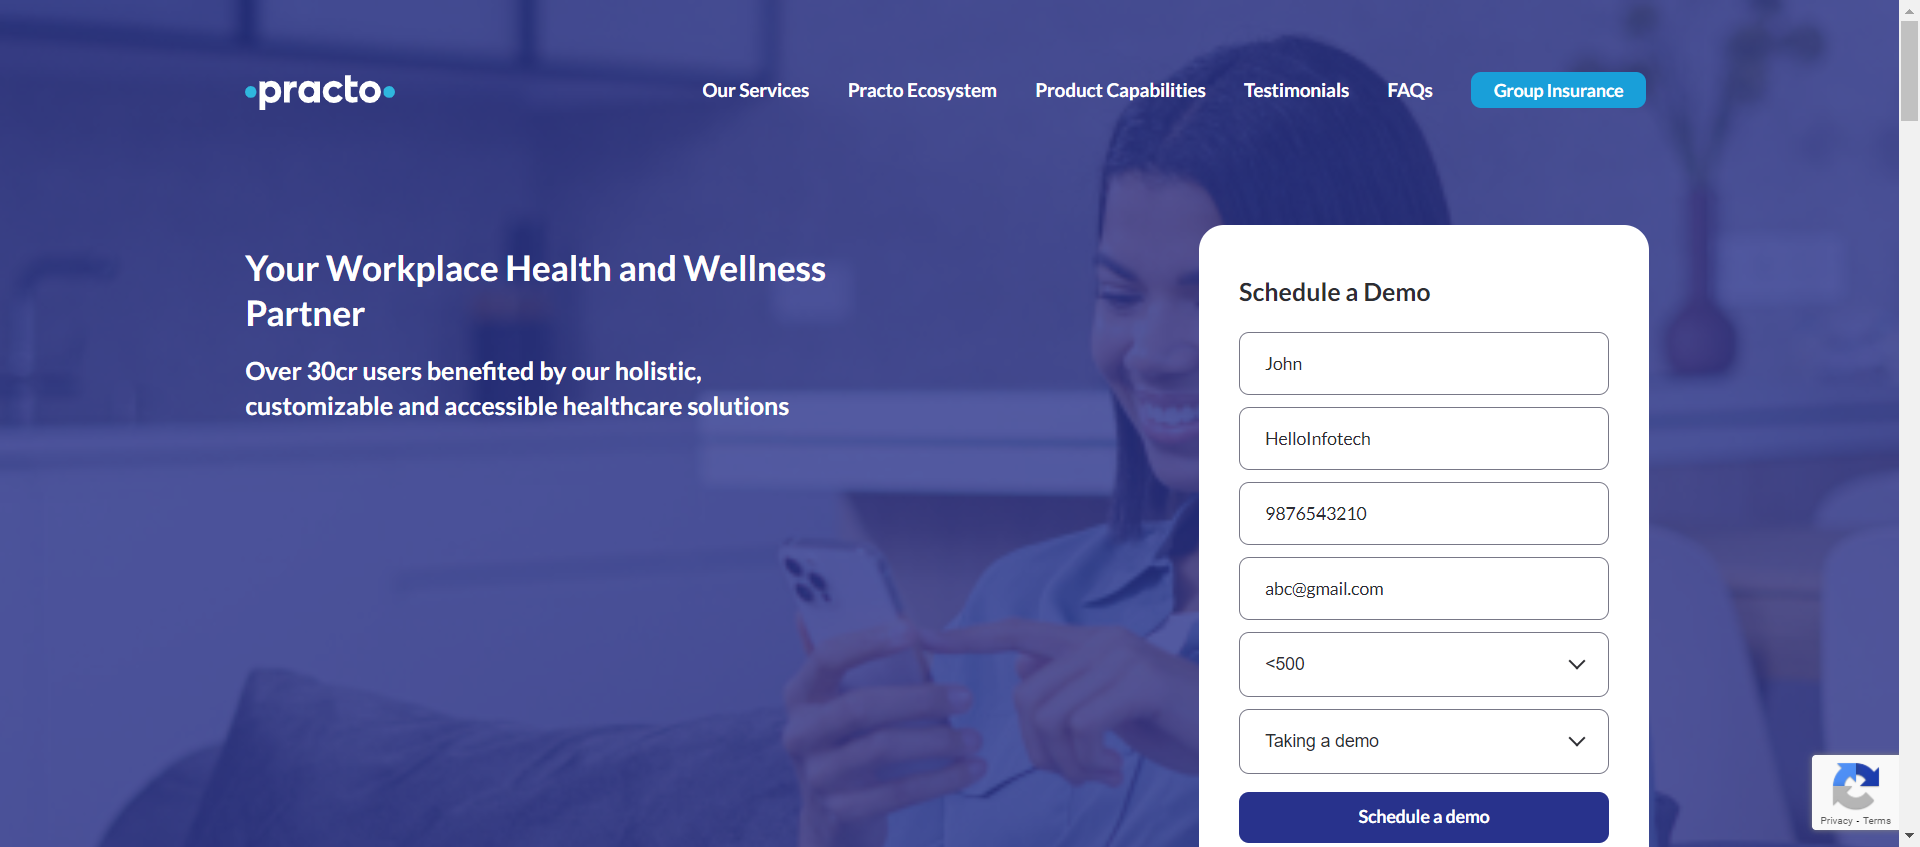 practo
Our Services
Practo Ecosystem
Product Capabilities
Testimonials
FAQs
Group Insurance
Your Workplace Health and Wellness
Partner
Over 30cr users benefited by our holistic,
customizable and accessible healthcare solutions
Schedule a Demo
John
HelloInfotech
9876543210
abc@gmail.com
<500
Taking a demo
Schedule a demo
Privacy - Terms